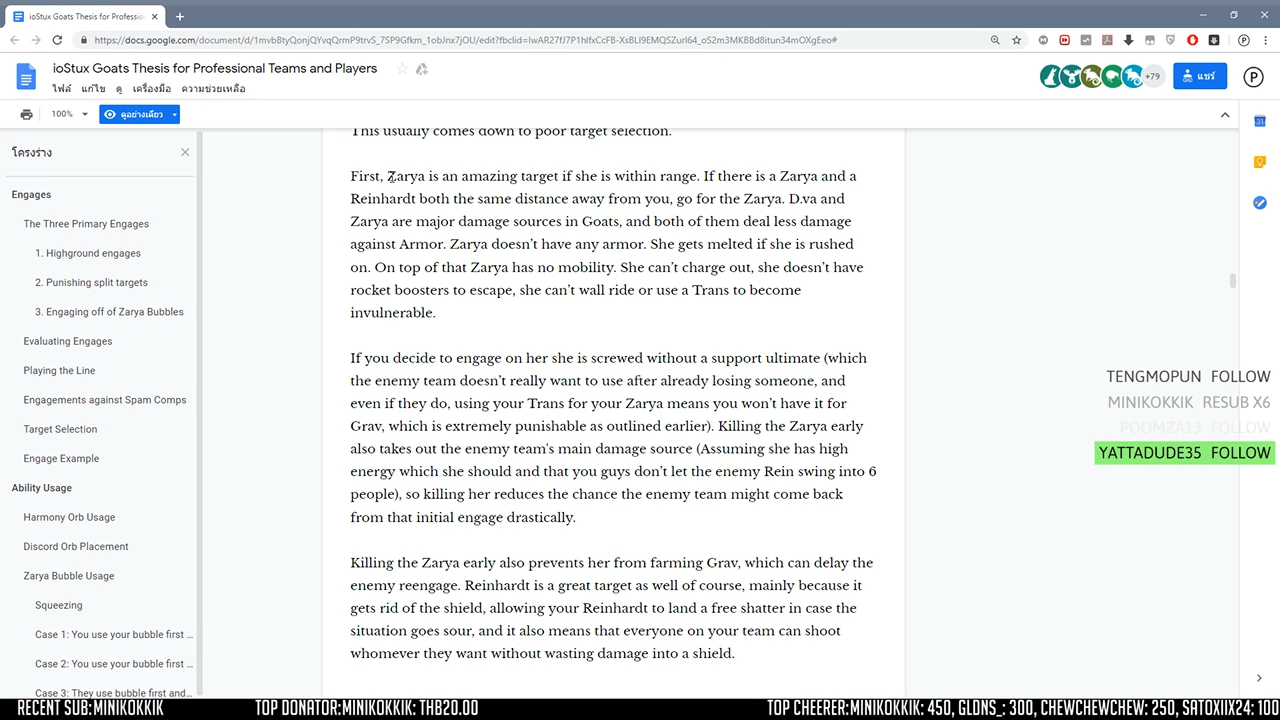 ioStux Goats Thesis for Professio
https://docs.google.com/document/d/1mvbBtyQonjQYvqQrmP9trvS_7SP9Gfkm_1obJnx7jOU/edit?fbclid=IwAR27fJ7P1hlfxCcFB-XsBLl9EMQSZurl64_oS2m3MKBBd8itun34mOXgEeo#
ioStux Goats Thesis for Professional Teams and Players
ไฟล์ แก้ไข ดู เครื่องมือ ความช่วยเหลือ
+79
แชร์
P
100%
ดูอย่างเดียว
โครงร่าง
Engages
The Three Primary Engages
1. Highground engages
2. Punishing split targets
3. Engaging off of Zarya Bubbles
Evaluating Engages
Playing the Line
Engagements against Spam Comps
Target Selection
Engage Example
Ability Usage
Harmony Orb Usage
Discord Orb Placement
Zarya Bubble Usage
Squeezing
Case 1: You use your bubble first ...
Case 2: You use your bubble first ...
Case 3: They use bubble first and...
This usually comes down to poor target selection.
First, Zarya is an amazing target if she is within range. If there is a Zarya and a
Reinhardt both the same distance away from you, go for the Zarya. D.va and
Zarya are major damage sources in Goats, and both of them deal less damage
against Armor. Zarya doesn't have any armor. She gets melted if she is rushed
on. On top of that Zarya has no mobility. She can't charge out, she doesn't have
rocket boosters to escape, she can't wall ride or use a Trans to become
invulnerable.
If you decide to engage on her she is screwed without a support ultimate (which
the enemy team doesn't really want to use after already losing someone, and
even if they do, using your Trans for your Zarya means you won't have it for
Grav, which is extremely punishable as outlined earlier). Killing the Zarya early
also takes out the enemy team's main damage source (Assuming she has high
energy which she should and that you guys don't let the enemy Rein swing into 6
people), so killing her reduces the chance the enemy team might come back
from that initial engage drastically.
Killing the Zarya early also prevents her from farming Grav, which can delay the
enemy reengage. Reinhardt is a great target as well of course, mainly because it
gets rid of the shield, allowing your Reinhardt to land a free shatter in case the
situation goes sour, and it also means that everyone on your team can shoot
whomever they want without wasting damage into a shield.
TENGMOPUN FOLLOW
MINIKOKKIK RESUB X6
POOMZA13 FOLLOW
YATTADUDE35 FOLLOW
RECENT SUB:MINIKOKKIK
TOP DONATOR:MINIKOKKIK: THB20.00
TOP CHEERER:MINIKOKKIK: 450, GLDNS_: 300, CHEWCHEWCHEW: 250, SATOXIIX24: 100